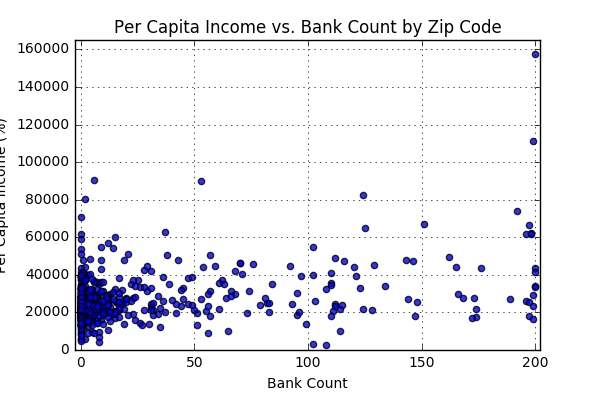 Per Capita Income vs. Bank Count by Zip Code
160000
140000
120000
100000
80000
60000
40000
20000
0
Per Capita Income (%)
0 50 100 150 200
Bank Count